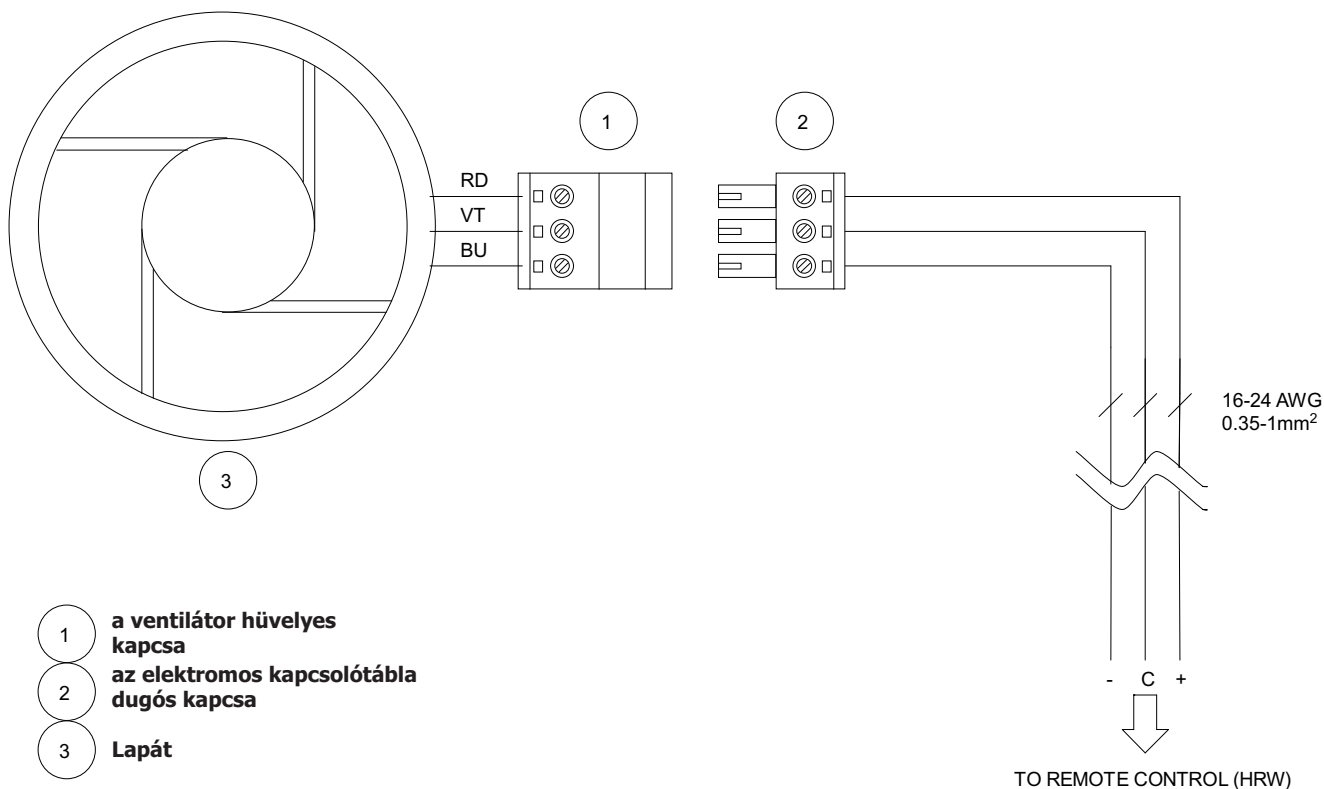 1
2
RD
VT
BU
16-24 AWG
0.35-1mm²
3
1
a ventilátor hüvelyes
kapcsa
2
az elektromos kapcsolótábla
dugós kapcsa
3
Lapát
- C +
TO REMOTE CONTROL (HRW)